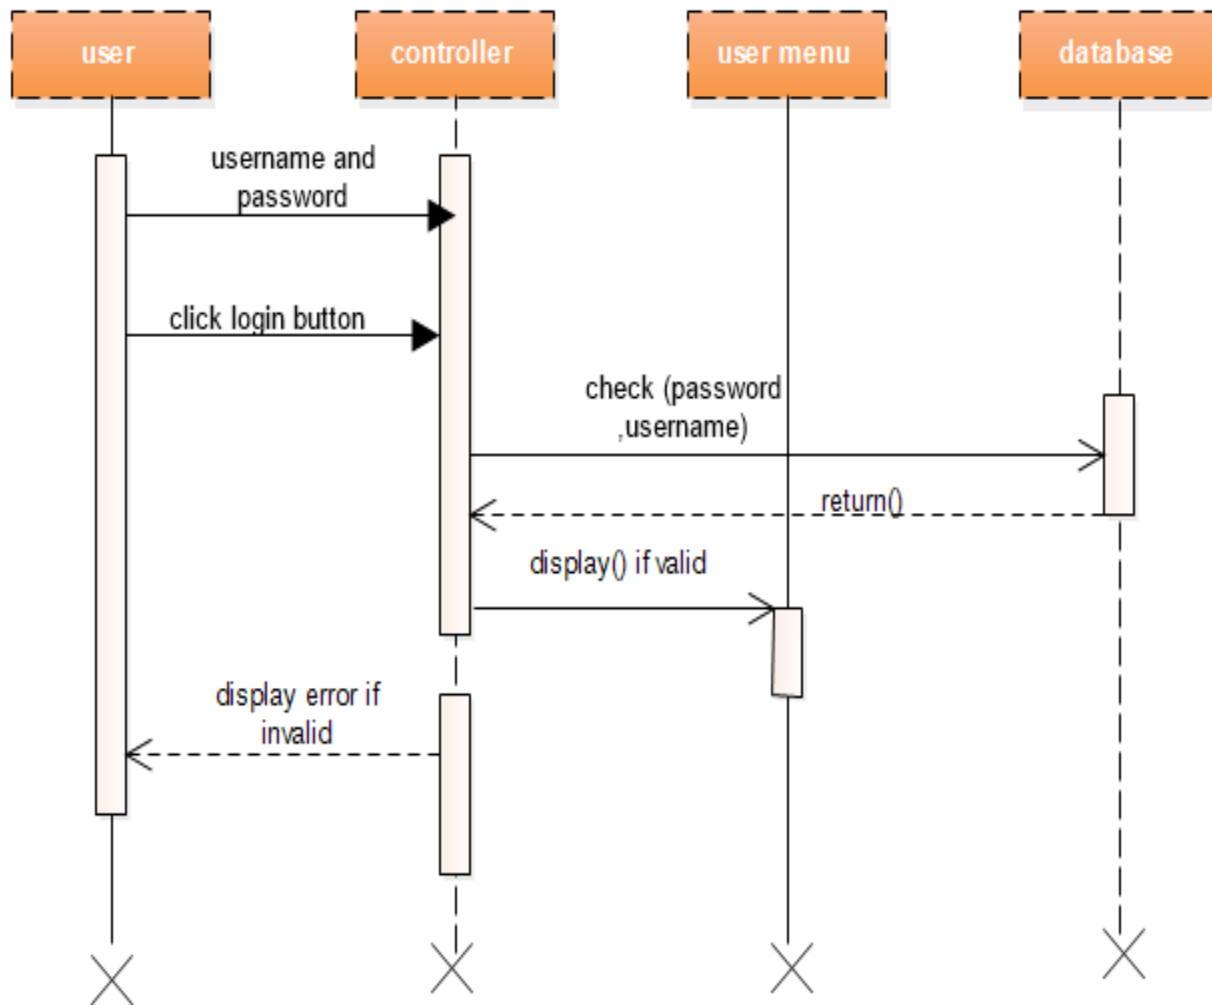 user
controller
user menu
database
username and
password
click login button
check (password
,username)
return()
display() if valid
display error if
invalid